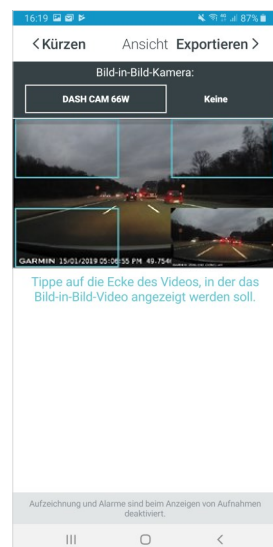 16:19 87%
<Kürzen Ansicht Exportieren >
Bild-in-Bild-Kamera:
DASH CAM 66W Keine
GARMIN 15/01/2019 05:06:55 PM 49.754
Tippe auf die Ecke des Videos, in der das
Bild-in-Bild-Video angezeigt werden soll.
Aufzeichnung und Alarme sind beim Anzeigen von Aufnahmen
deaktiviert.